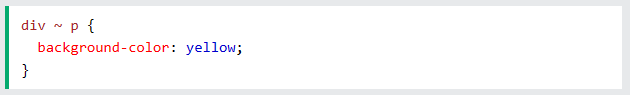 div ~ p {
  background-color: yellow;
}